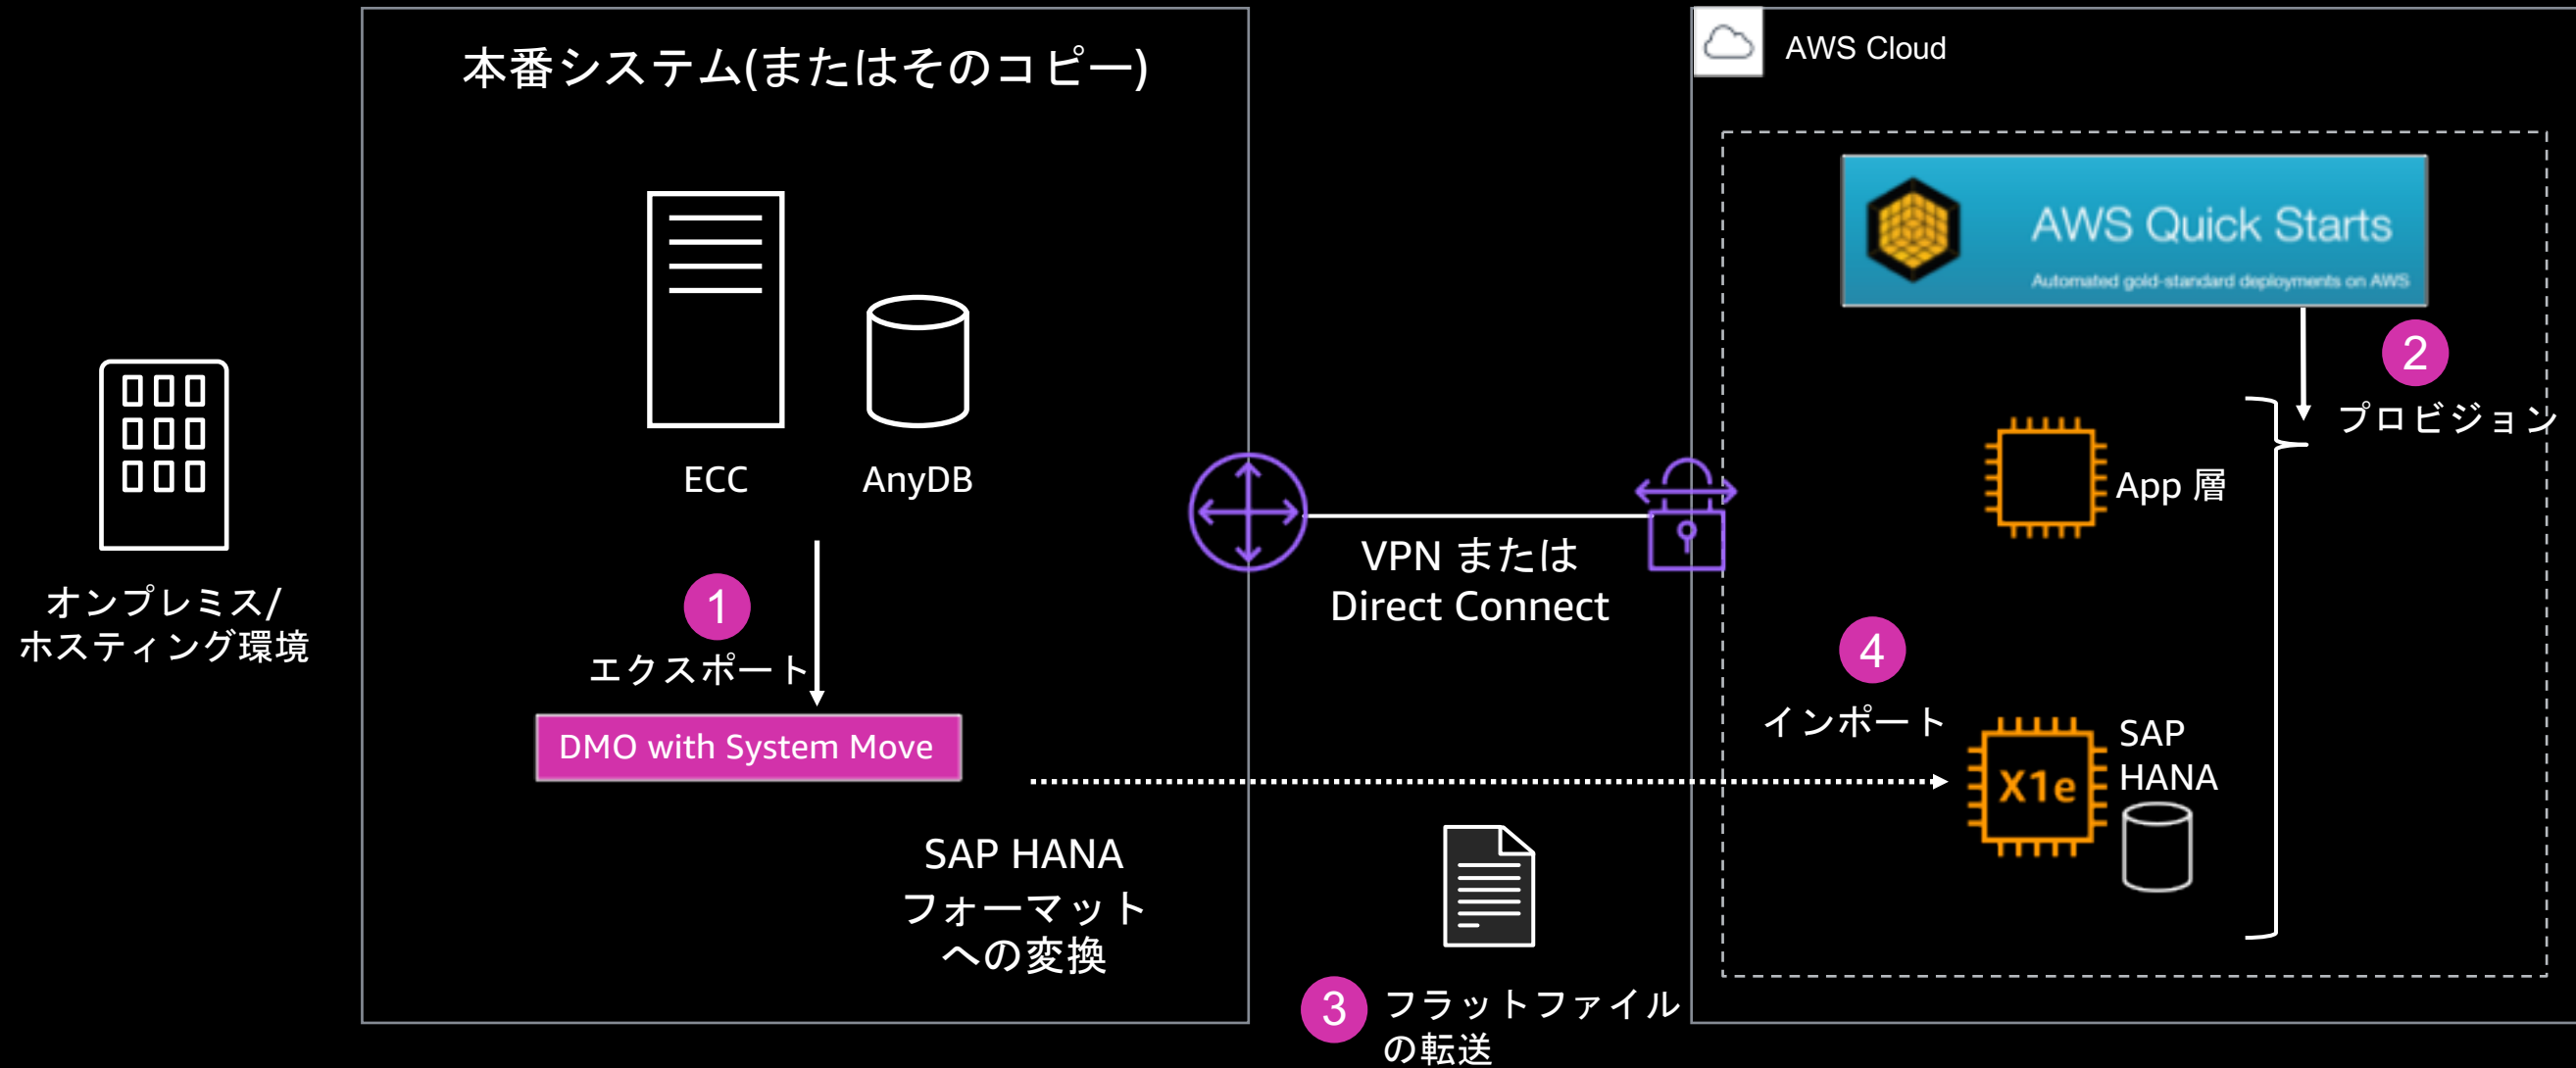 本番システム(またはそのコピー)
AWS Cloud
AWS Quick Starts
Automated gold-standard deployments on AWS
2
プロビジョン
ECC
AnyDB
App 層
VPN または
Direct Connect
オンプレミス/
ホスティング環境
1
エクスポート
4
インポート
DMO with System Move
SAP
HANA
X1e
SAP HANA
フォーマット
への変換
3
フラットファイル
の転送